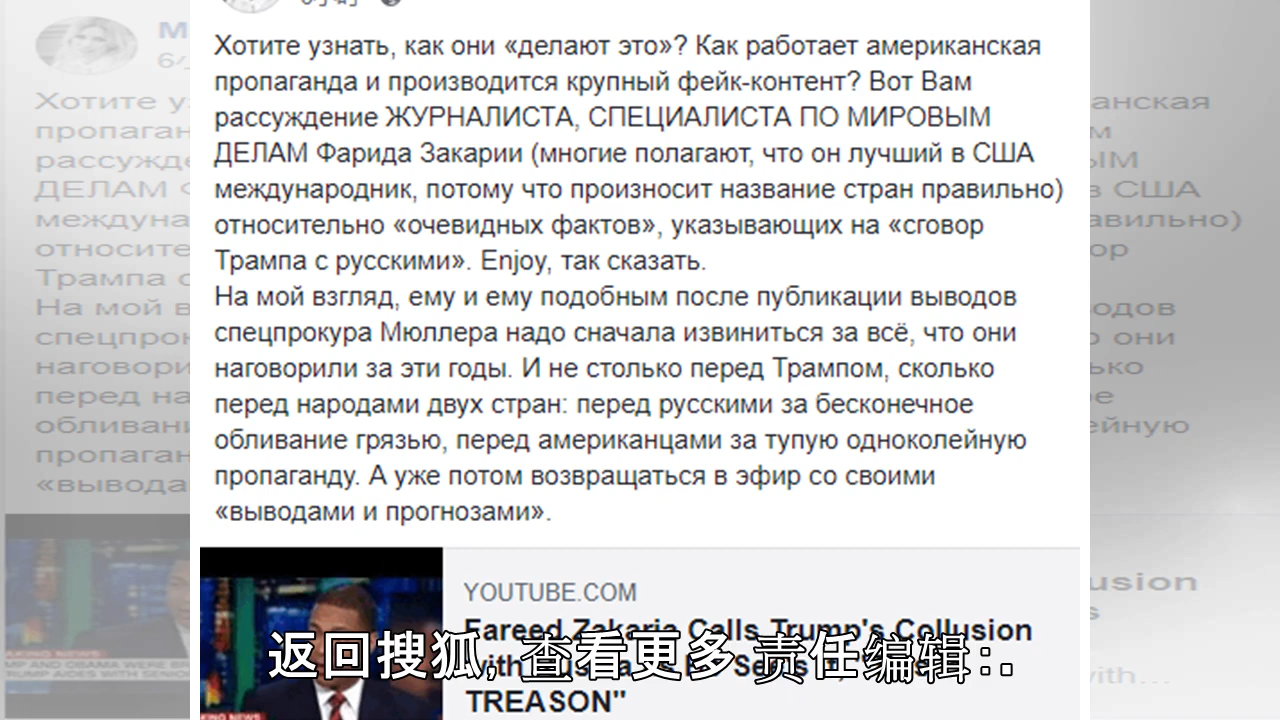 Хотите узнать, как они «делают это»? Как работает американская
пропаганда и производится крупный фейк-контент? Вот Вам
рассуждение ЖУРНАЛИСТА, СПЕЦИАЛИСТА ПО МИРОВЫМ
ДЕЛАМ Фарида Закарии (многие полагают, что он лучший в США
международник, потому что произносит название стран правильно)
относительно «очевидных фактов», указывающих на «сговор
Трампа с русскими». Enjoy, так сказать.
На мой взгляд, ему и ему подобным после публикации выводов
спецпрокура Мюллера надо сначала извиниться за всё, что они
наговорили за эти годы. И не столько перед Трампом, сколько
перед народами двух стран: перед русскими за бесконечное
обливание грязью, перед американцами за тупую одноколейную
пропаганду. А уже потом возвращаться в эфир со своими
«выводами и прогнозами».
YOUTUBE.COM
Fareed Zakaria Calls Trump's Collusion
TREASON"
返回搜狐, 查看更多 责任编辑::.